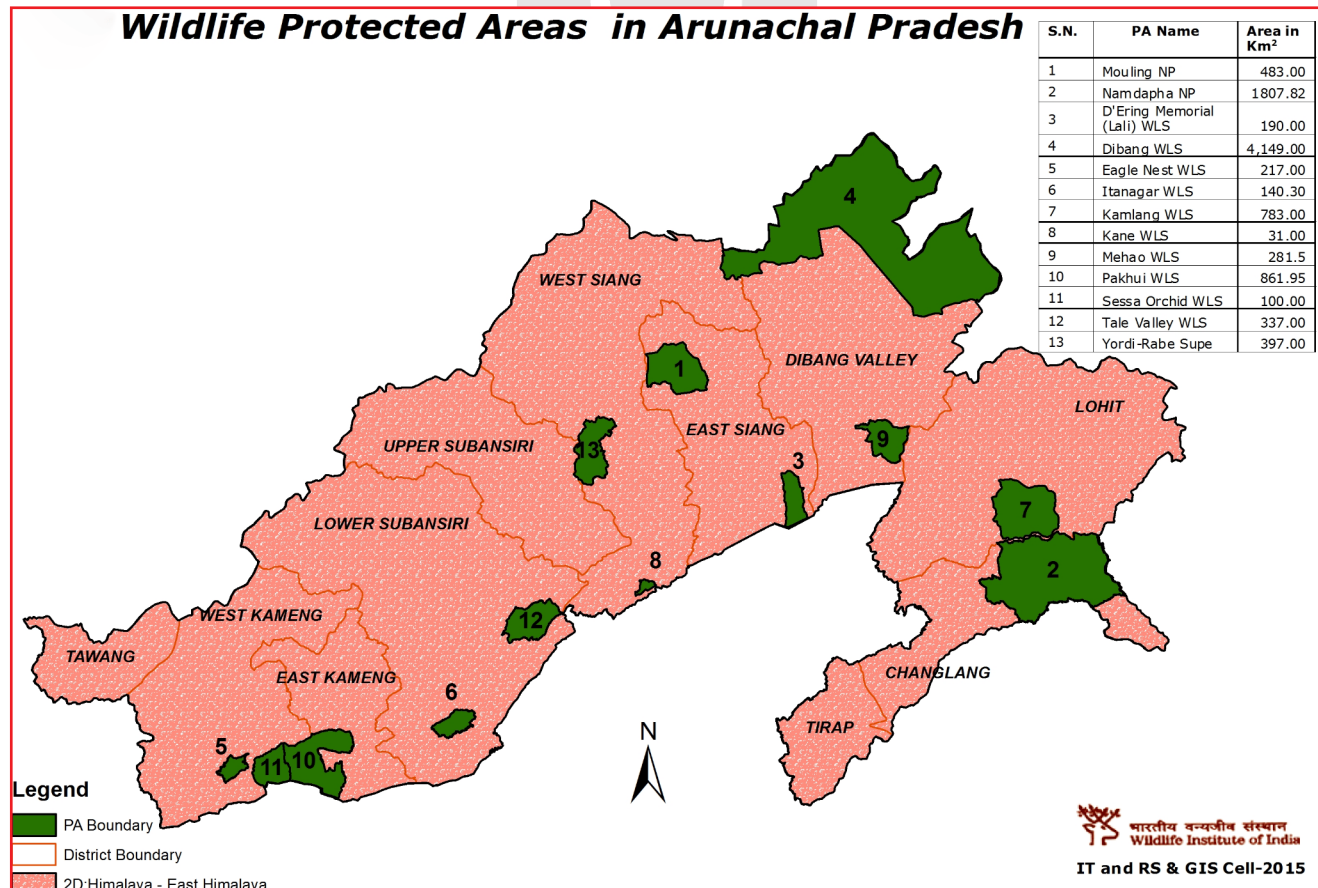 Wildlife Protected Areas in Arunachal Pradesh
S.N. PA Name Area in Km²
1 Mouling NP 483.00
2 Namdapha NP 1807.82
3 D'Ering Memorial (Lali) WLS 190.00
4 Dibang WLS 4,149.00
5 Eagle Nest WLS 217.00
6 Itanagar WLS 140.30
7 Kamlang WLS 783.00
8 Kane WLS 31.00
9 Mehao WLS 281.5
10 Pakhui WLS 861.95
11 Sessa Orchid WLS 100.00
12 Tale Valley WLS 337.00
13 Yordi-Rabe Supe 397.00
4
WEST SIANG
1
DIBANG VALLEY
LOHIT
EAST SIANG
UPPER SUBANSIRI
13
9
3
7
LOWER SUBANSIRI
8
2
WEST KAMENG
12
TAWANG
EAST KAMENG
CHANGLANG
6
TIRAP
N
5
11
10
Legend
PA Boundary
District Boundary
2D:Himalaya - East Himalaya
भारतीय वन्यजीव संस्थान
Wildlife Institute of India
IT and RS & GIS Cell-2015